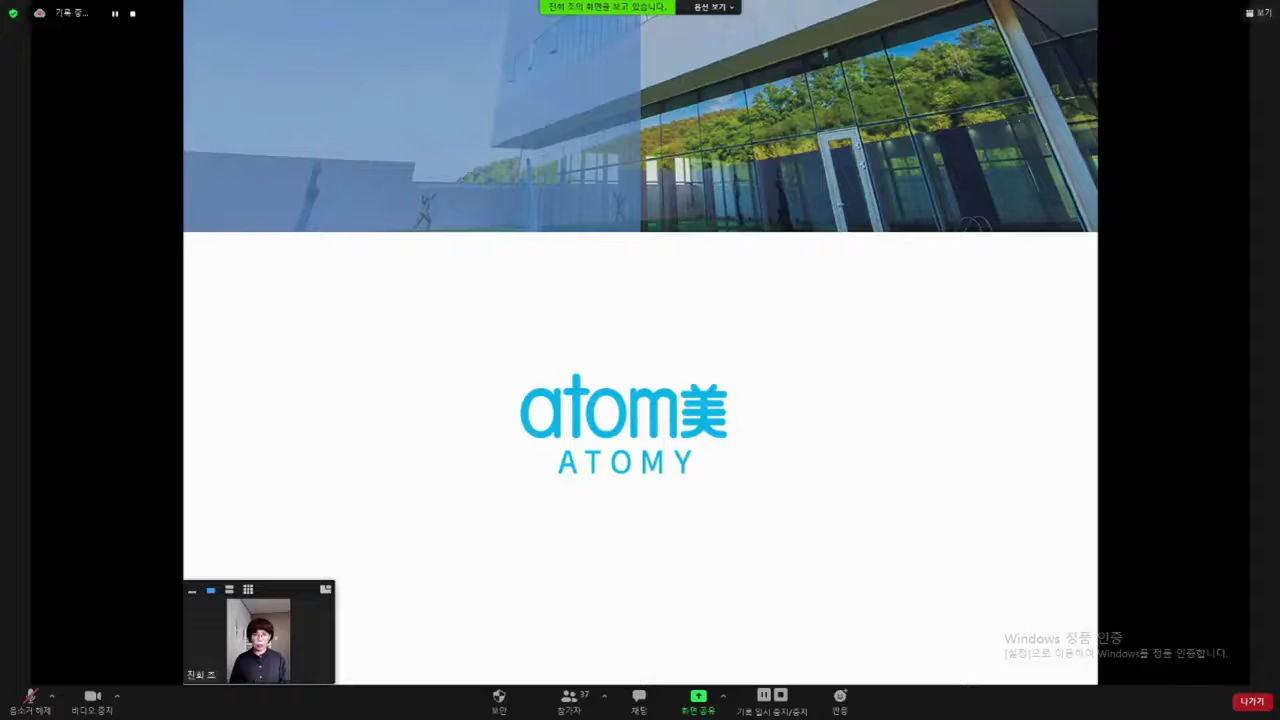 기록 중...
진희 조의 화면을 보고 있습니다.
옵션 보기
보기
atom美
ATOMY
진희 조
Windows 정품 인증
[설정]으로 이동하여 Windows를 정품 인증합니다.
음소거 해제
비디오 중지
보안
37
참가자
채팅
화면 공유
기록 일시 중지/중지
반응
나가기